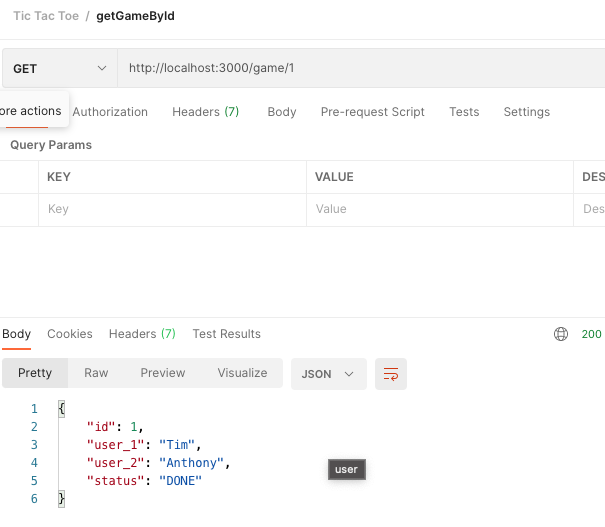 Tic Tac Toe / getGameById
GET http://localhost:3000/game/1
ore actions Authorization Headers (7) Body Pre-request Script Tests Settings
Query Params
KEY VALUE DES
Key Value Des
Body Cookies Headers (7) Test Results 200
Pretty Raw Preview Visualize JSON
1 {
2 "id": 1,
3 "user_1": "Tim",
4 "user_2": "Anthony",
user
5 "status": "DONE"
6 }